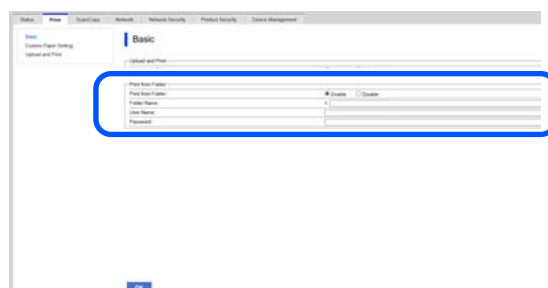 Status Print Scan/Copy Network Network Security Product Security Device Management
Basic
Custom Paper Setting
Upload and Print
Basic
Upload and Print
Print from Folder
Print from Folder : Enable Disable
Folder Name : \\
User Name :
Password :
OK